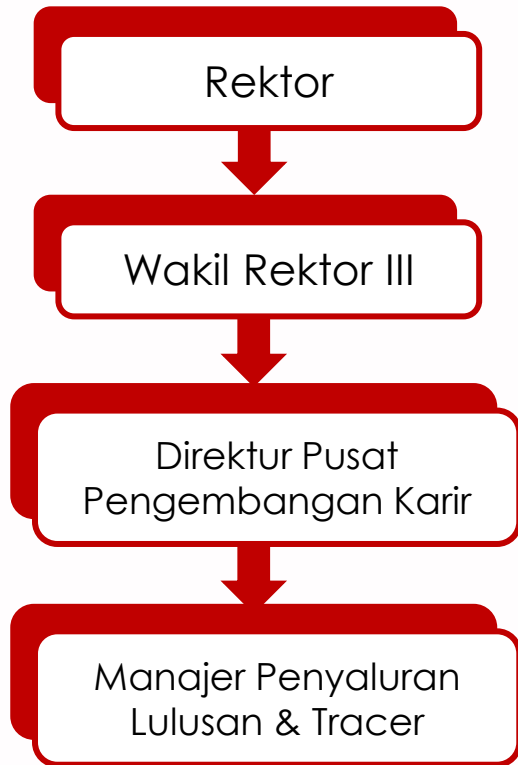 Rektor
Wakil Rektor III
Direktur Pusat
Pengembangan Karir
Manajer Penyaluran
Lulusan & Tracer